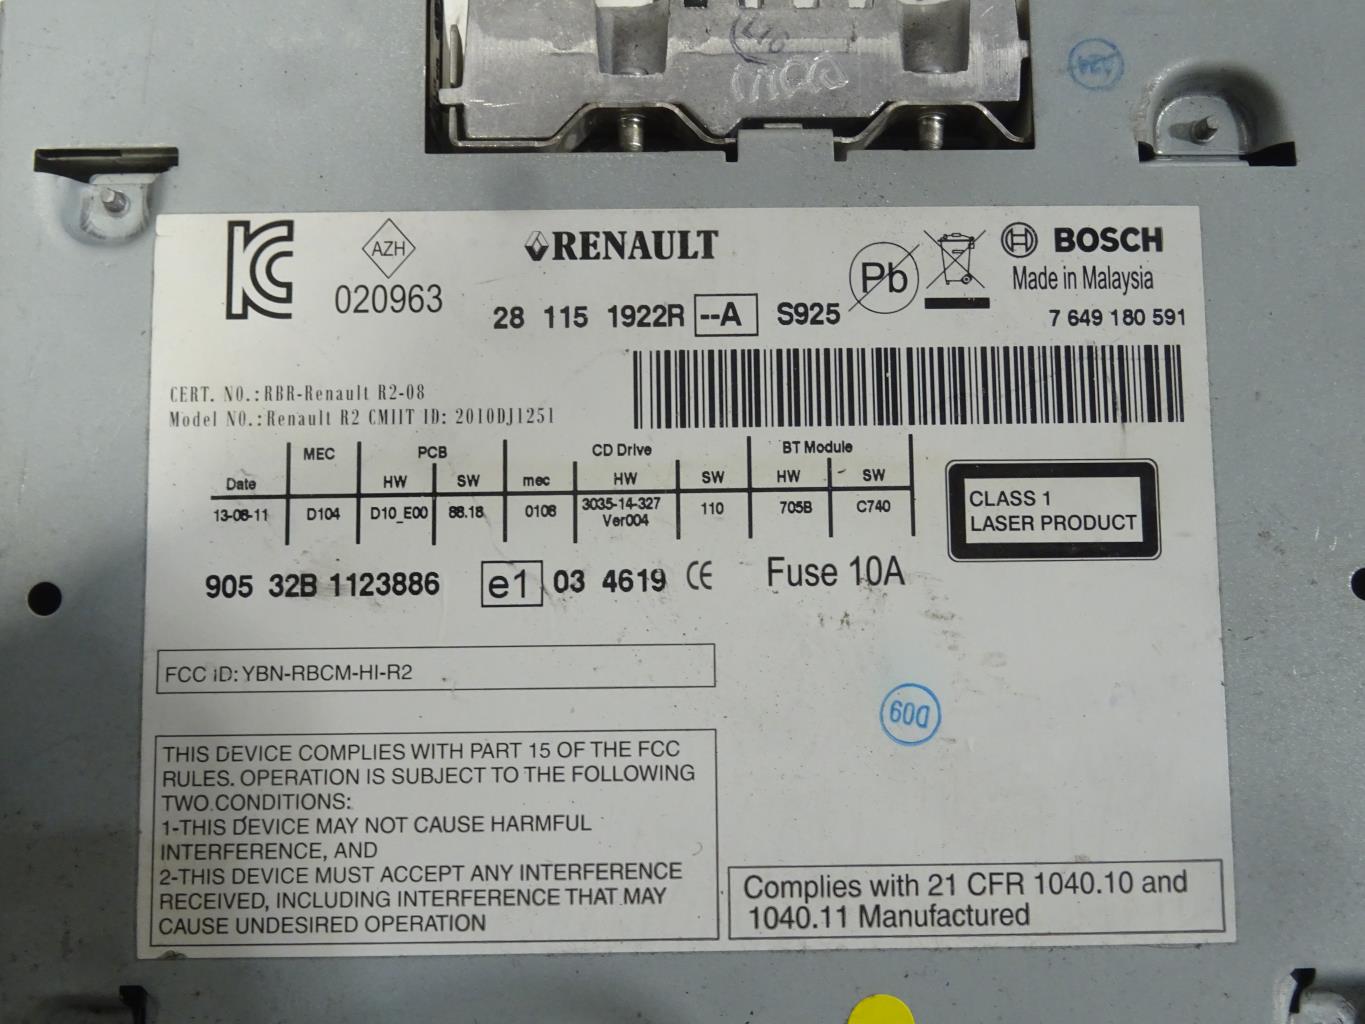 424
KC
AZH
020963
RENAULT
Pb
BOSCH
Made in Malaysia
28 115 1922R --A S925
7 649 180 591
CERT. NO.:RBR-Renault R2-08
Model NO.:Renault R2 CMIIT ID: 2010DJ1251
MEC PCB CD Drive BT Module
Date HW SW mec HW SW HW SW
13-08-11 D104 D10_E00 88.18 0108 3035-14-327 110 705B C740
Ver004
CLASS 1
LASER PRODUCT
905 32B 1123886 e1 03 4619 CE Fuse 10A
FCC ID: YBN-RBCM-HI-R2
D09
THIS DEVICE COMPLIES WITH PART 15 OF THE FCC
RULES. OPERATION IS SUBJECT TO THE FOLLOWING
TWO CONDITIONS:
1-THIS DEVICE MAY NOT CAUSE HARMFUL
INTERFERENCE, AND
2-THIS DEVICE MUST ACCEPT ANY INTERFERENCE
RECEIVED, INCLUDING INTERFERENCE THAT MAY
CAUSE UNDESIRED OPERATION
Complies with 21 CFR 1040.10 and
1040.11 Manufactured